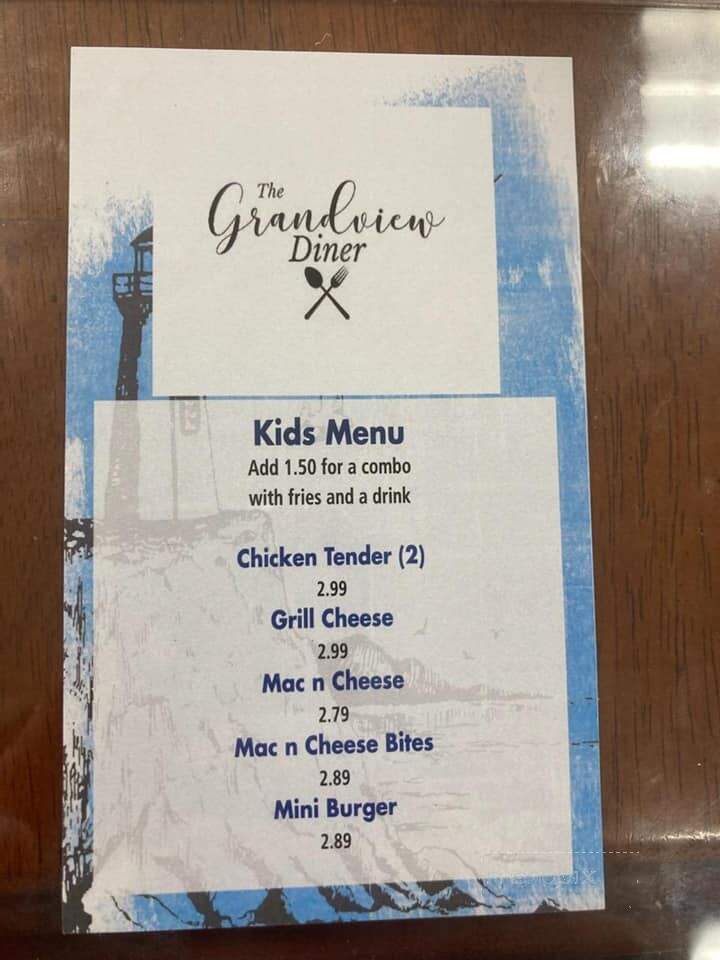 The
Grandview
Diner
Kids Menu
Add 1.50 for a combo
with fries and a drink
Chicken Tender (2)
2.99
Grill Cheese
2.99
Mac n Cheese
2.79
Mac n Cheese Bites
2.89
Mini Burger
2.89